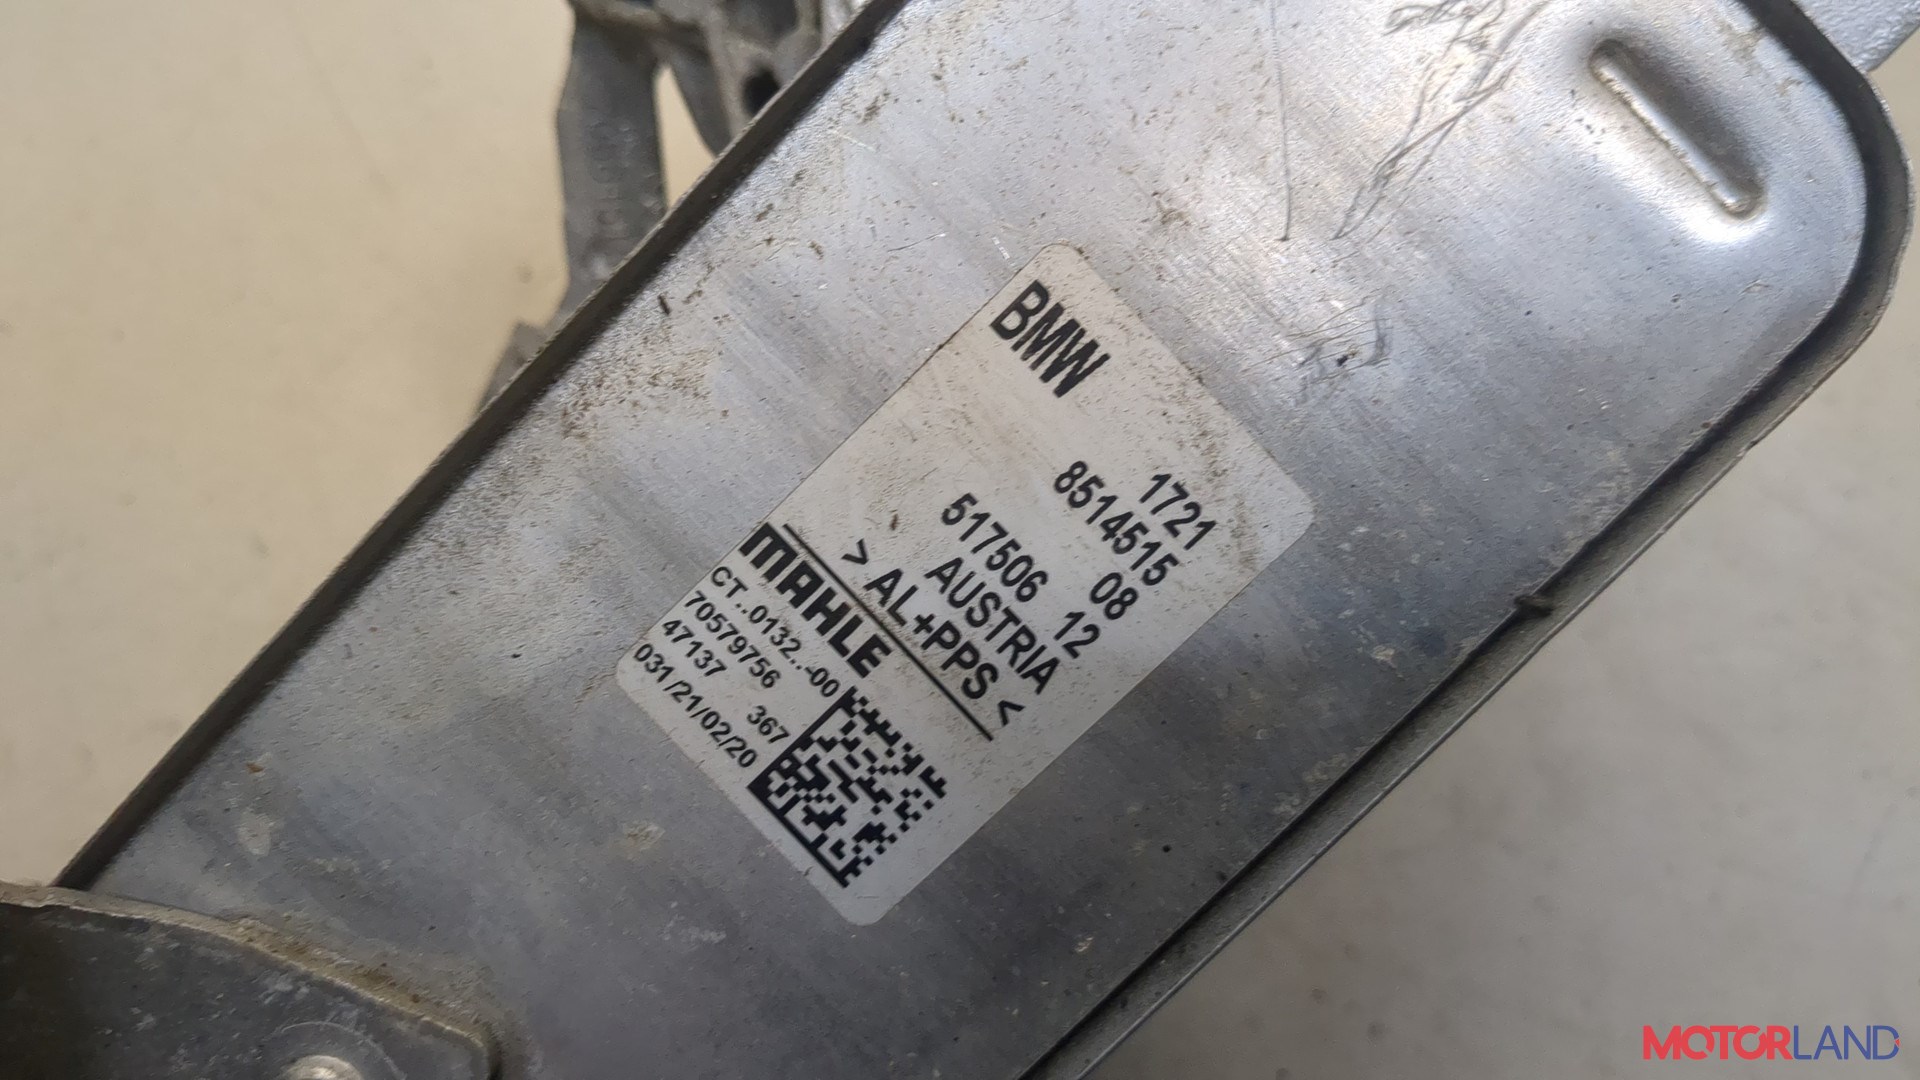 BMW
1721
8514515
517506 08
AUSTRIA 12
>AL+PPS<
MAHLE
CT..0132..-00
70579756
47137 367
031/21/02/20
MOTORLAND